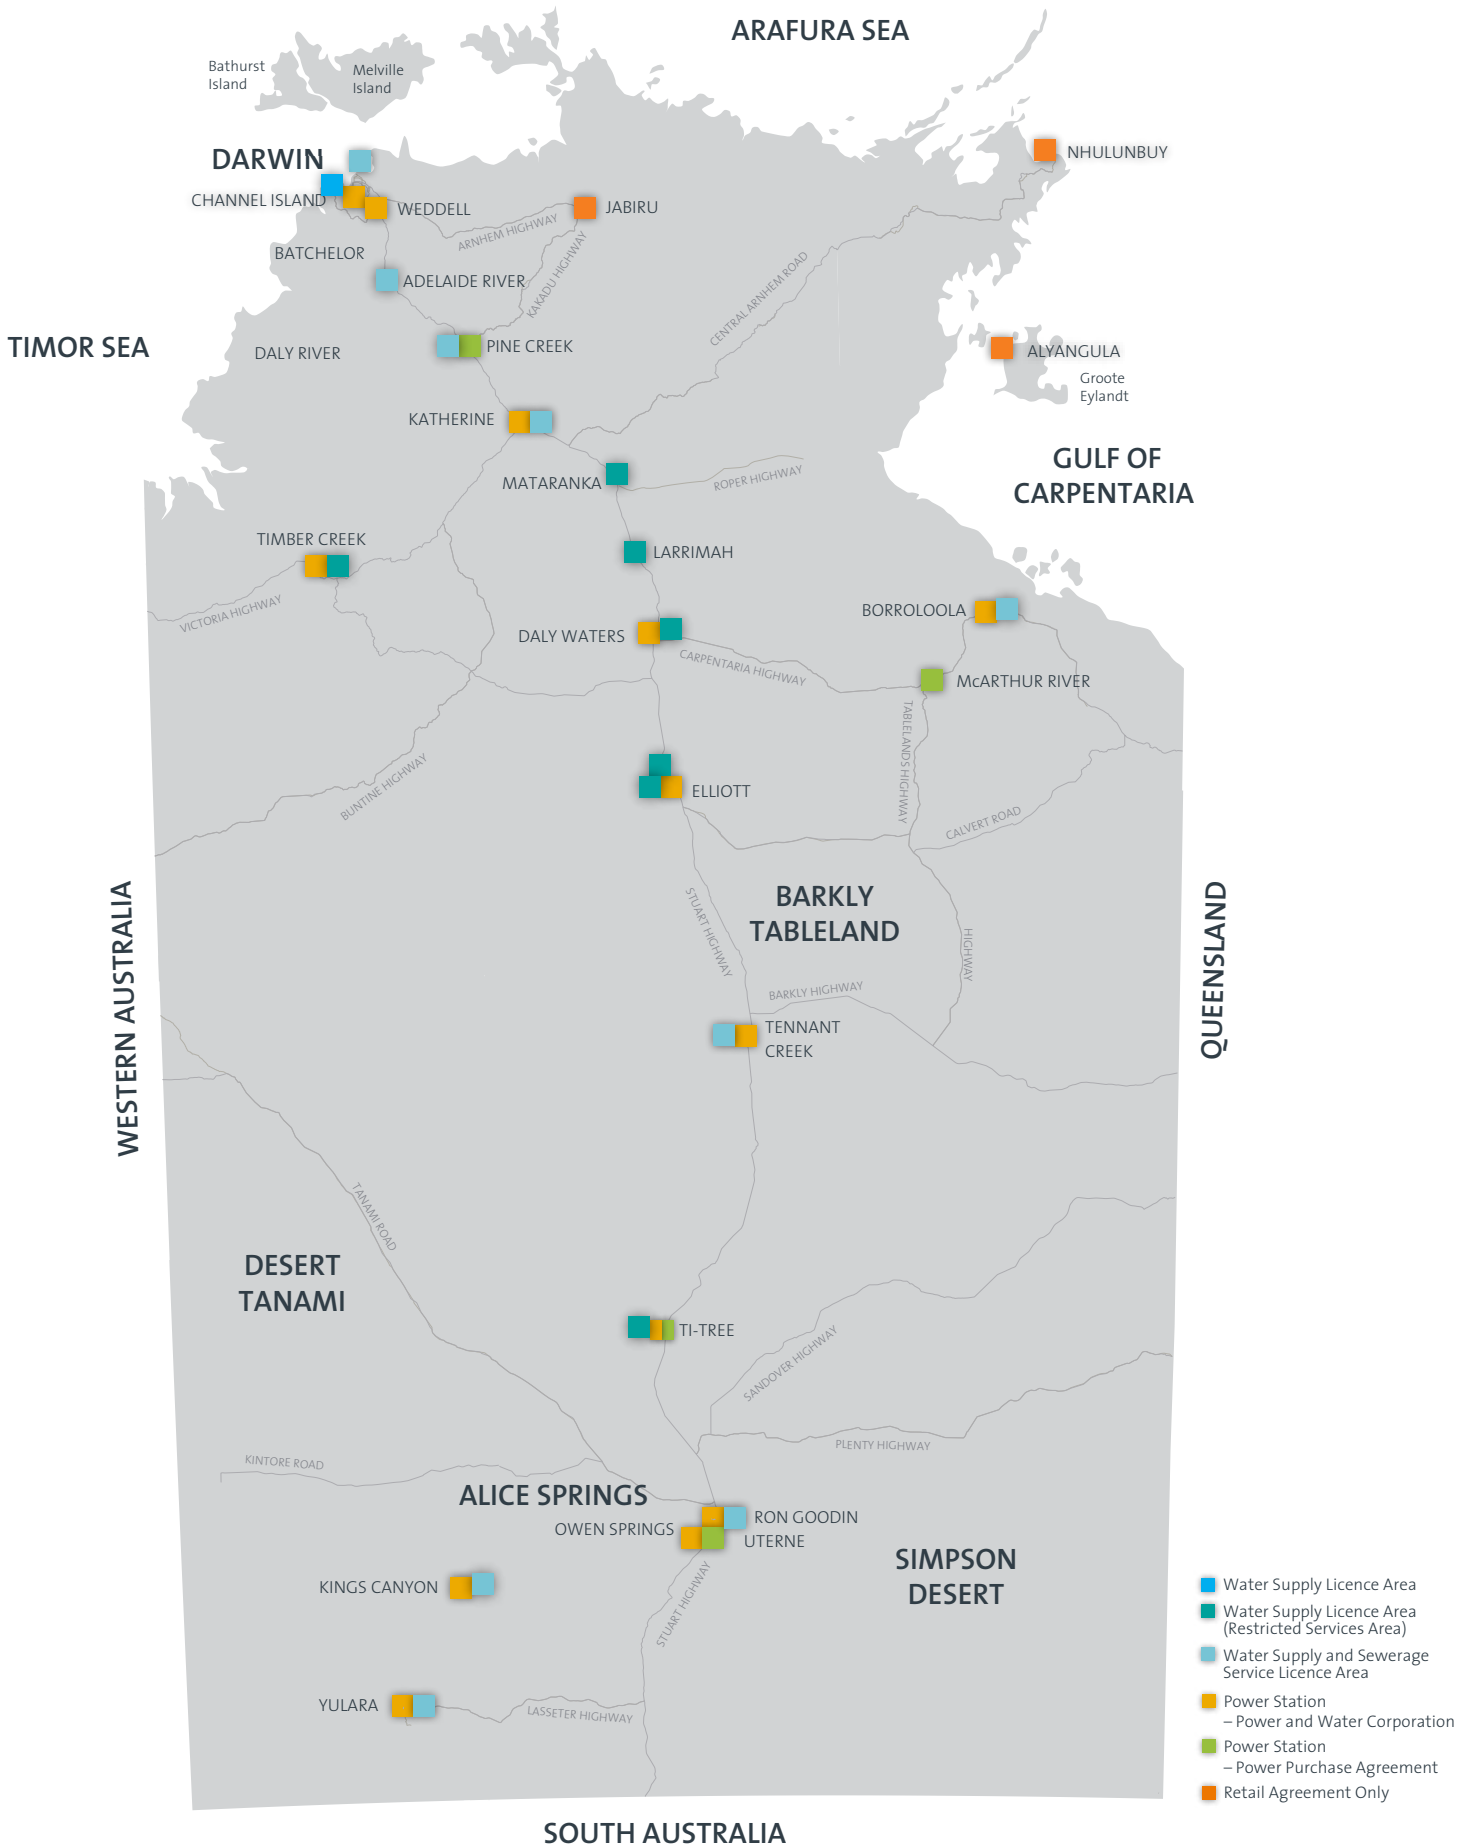 ARAFURA SEA
Bathurst
Island
Melville
Island
DARWIN
NHULUNBUY
CHANNEL ISLAND
WEDDELL
JABIRU
ARNHEM HIGHWAY
BATCHELOR
ADELAIDE RIVER
KAKADU HIGHWAY
CENTRAL ARNHEM ROAD
TIMOR SEA
DALY RIVER
PINE CREEK
ALYANGULA
Groote
Eylandt
KATHERINE
GULF OF
CARPENTARIA
MATARANKA
ROPER HIGHWAY
TIMBER CREEK
LARRIMAH
VICTORIA HIGHWAY
BORROLOOLA
DALY WATERS
CARPENTARIA HIGHWAY
McARTHUR RIVER
TABLELANDS HIGHWAY
BUNTINE HIGHWAY
ELLIOTT
CALVERT ROAD
WESTERN AUSTRALIA
BARKLY
TABLELAND
QUEENSLAND
STUART HIGHWAY
HIGHWAY
BARKLY HIGHWAY
TENNANT
CREEK
TANAMI ROAD
DESERT
TANAMI
TI-TREE
SANDOVER HIGHWAY
PLENTY HIGHWAY
KINTORE ROAD
ALICE SPRINGS
RON GOODIN
OWEN SPRINGS
UTERNE
SIMPSON
DESERT
KINGS CANYON
STUART HIGHWAY
YULARA
LASSETER HIGHWAY
Water Supply Licence Area
Water Supply Licence Area
(Restricted Services Area)
Water Supply and Sewerage
Service Licence Area
Power Station
– Power and Water Corporation
Power Station
– Power Purchase Agreement
Retail Agreement Only
SOUTH AUSTRALIA